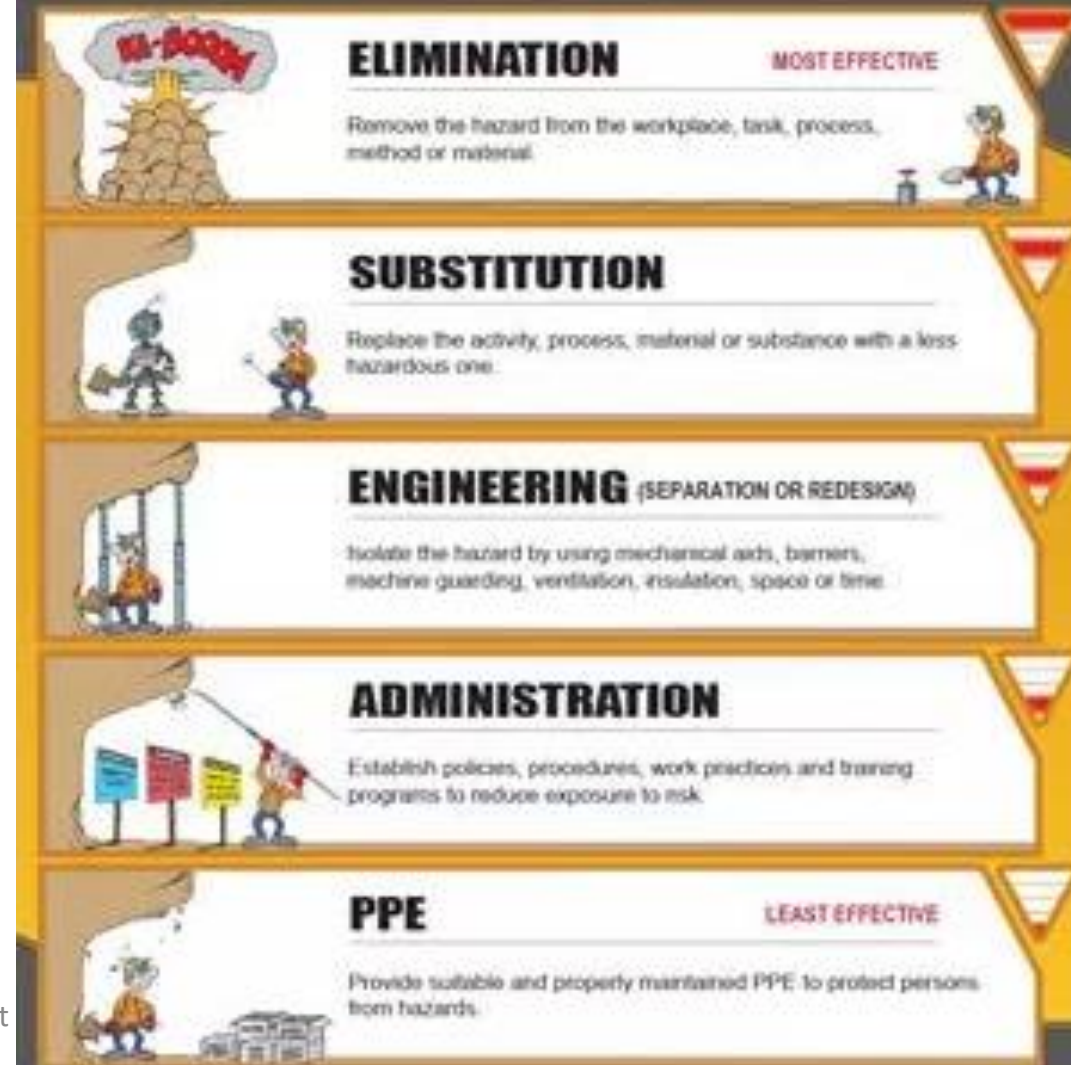 KA-BOOM
ELIMINATION MOST EFFECTIVE
Remove the hazard from the workplace, task, process,
method or material.
SUBSTITUTION
Replace the activity, process, material or substance with a less
hazardous one.
ENGINEERING (SEPARATION OR REDESIGN)
Isolate the hazard by using mechanical aids, barriers,
machine guarding, ventilation, insulation, space or time.
ADMINISTRATION
Establish policies, procedures, work practices and training
programs to reduce exposure to risk.
PPE LEAST EFFECTIVE
Provide suitable and properly maintained PPE to protect persons
from hazards.
t